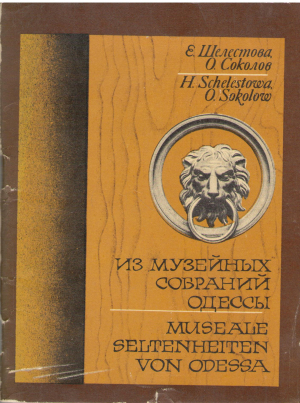 Е. Шелестова,
О. Соколов
H. Schelestowa,
O. Sokolow
ИЗ МУЗЕЙНЫХ
СОБРАНИЙ
ОДЕССЫ
MUSEALE
SELTENHEITEN
VON ODESSA